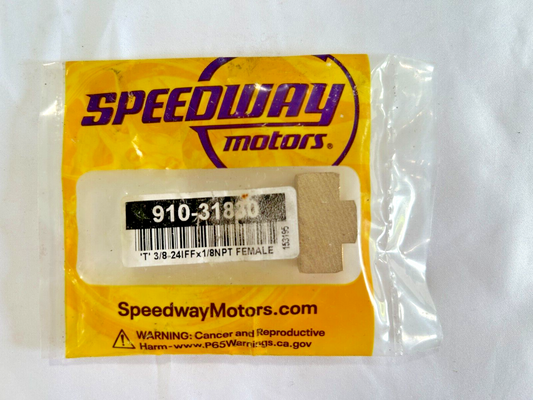 SPEEDWAY
motors®
910-31830
'T' 3/8-24IFFx1/8NPT FEMALE
153195
SpeedwayMotors.com
WARNING: Cancer and Reproductive
Harm-www.P65Warnings.ca.gov